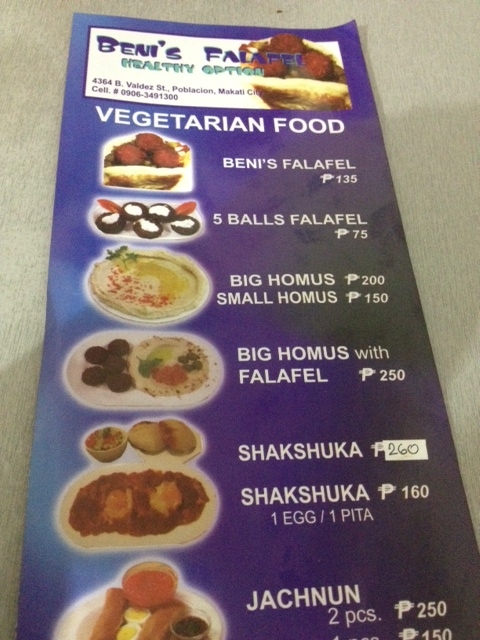 BENI'S FALAFEL
HEALTHY OPTION
4364 B. Valdez St., Poblacion, Makati City
Cell. # 0906-3491300
VEGETARIAN FOOD
BENI'S FALAFEL
₱135
5 BALLS FALAFEL
₱75
BIG HOMUS ₱200
SMALL HOMUS ₱150
BIG HOMUS with
FALAFEL ₱250
SHAKSHUKA ₱260
SHAKSHUKA ₱160
1 EGG / 1 PITA
JACHNUN
2 pcs. ₱250